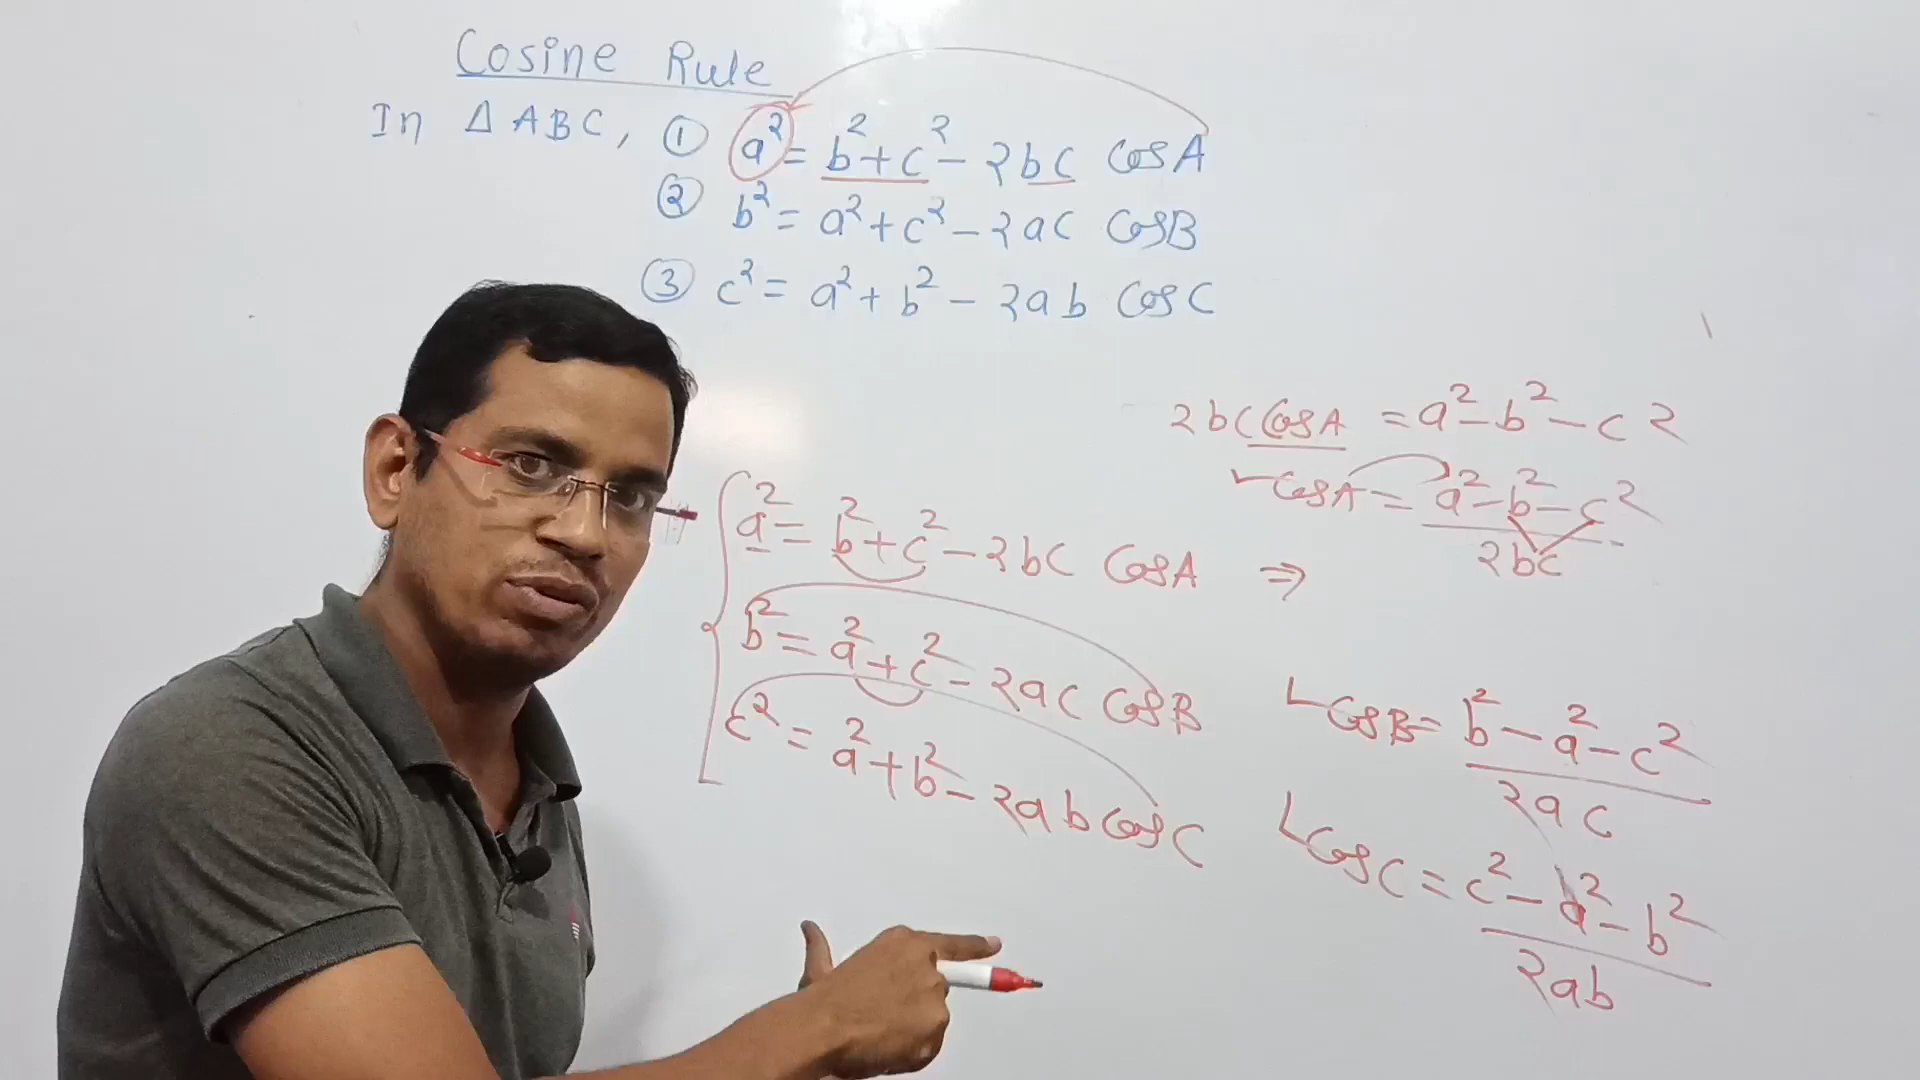 Cosine Rule
In Δ ABC, ① a² = b² + c² - 2bc CosA
② b² = a² + c² - 2ac CosB
③ c² = a² + b² - 2ab CosC
2bc CosA = a² - b² - c²
CosA = a² - b² - c²
2bc
a² = b² + c² - 2bc CosA ⇒
b² = a² + c² - 2ac CosB
c² = a² + b² - 2ab CosC
CosB = b² - a² - c²
2ac
CosC = c² - a² - b²
2ab